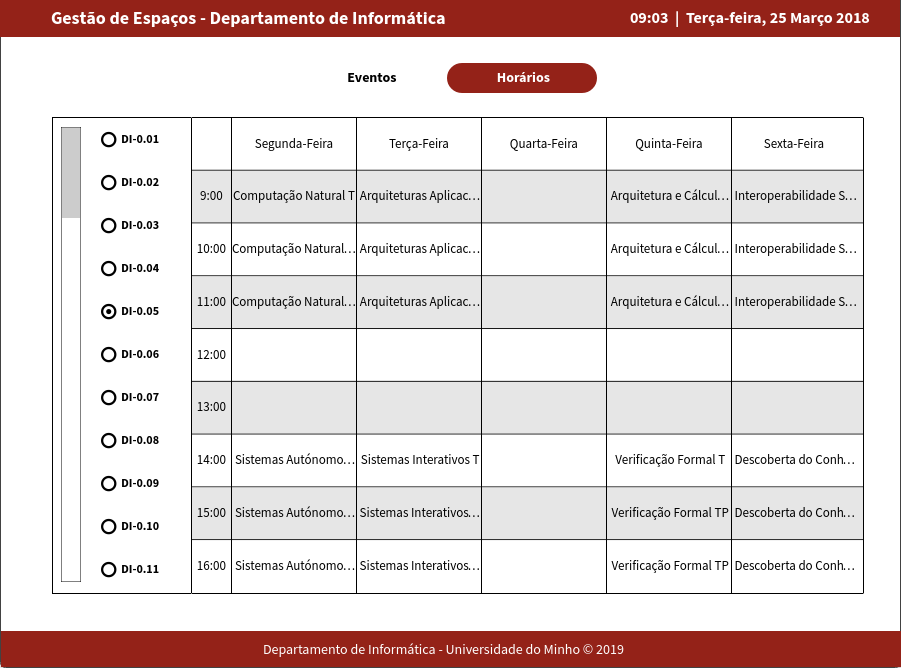 Gestão de Espaços - Departamento de Informática
09:03 | Terça-feira, 25 Março 2018
Eventos
Horários
DI-0.01
DI-0.02
DI-0.03
DI-0.04
DI-0.05
DI-0.06
DI-0.07
DI-0.08
DI-0.09
DI-0.10
DI-0.11
Segunda-Feira Terça-Feira Quarta-Feira Quinta-Feira Sexta-Feira
9:00 Computação Natural T Arquiteturas Aplicac... Arquitetura e Cálcul... Interoperabilidade S...
10:00 Computação Natural... Arquiteturas Aplicac... Arquitetura e Cálcul... Interoperabilidade S...
11:00 Computação Natural... Arquiteturas Aplicac... Arquitetura e Cálcul... Interoperabilidade S...
12:00
13:00
14:00 Sistemas Autónomo... Sistemas Interativos T Verificação Formal T Descoberta do Conh...
15:00 Sistemas Autónomo... Sistemas Interativos... Verificação Formal TP Descoberta do Conh...
16:00 Sistemas Autónomo... Sistemas Interativos... Verificação Formal TP Descoberta do Conh...
Departamento de Informática - Universidade do Minho © 2019